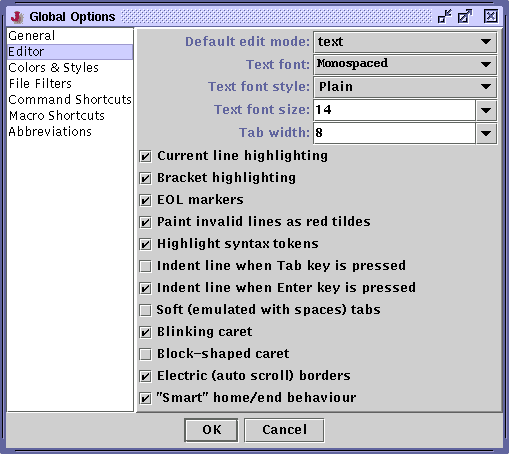 Global Options
General
Editor
Colors & Styles
File Filters
Command Shortcuts
Macro Shortcuts
Abbreviations
Default edit mode: text
Text font: Monospaced
Text font style: Plain
Text font size: 14
Tab width: 8
Current line highlighting
Bracket highlighting
EOL markers
Paint invalid lines as red tildes
Highlight syntax tokens
Indent line when Tab key is pressed
Indent line when Enter key is pressed
Soft (emulated with spaces) tabs
Blinking caret
Block-shaped caret
Electric (auto scroll) borders
"Smart" home/end behaviour
OK Cancel